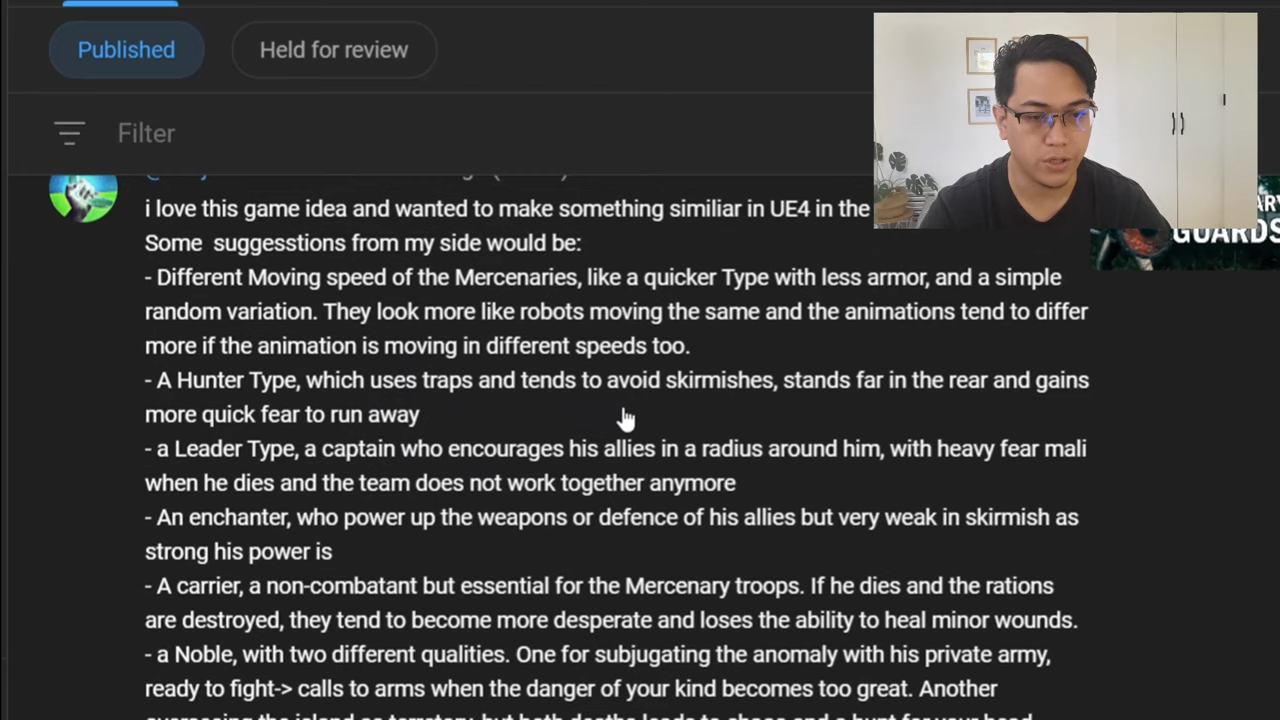 Published
Held for review
Filter
i love this game idea and wanted to make something similiar in UE4 in the
Some suggesstions from my side would be:
- Different Moving speed of the Mercenaries, like a quicker Type with less armor, and a simple
random variation. They look more like robots moving the same and the animations tend to differ
more if the animation is moving in different speeds too.
- A Hunter Type, which uses traps and tends to avoid skirmishes, stands far in the rear and gains
more quick fear to run away
- a Leader Type, a captain who encourages his allies in a radius around him, with heavy fear mali
when he dies and the team does not work together anymore
- An enchanter, who power up the weapons or defence of his allies but very weak in skirmish as
strong his power is
- A carrier, a non-combatant but essential for the Mercenary troops. If he dies and the rations
are destroyed, they tend to become more desperate and loses the ability to heal minor wounds.
- a Noble, with two different qualities. One for subjugating the anomaly with his private army,
ready to fight-> calls to arms when the danger of your kind becomes too great. Another
GUARDS